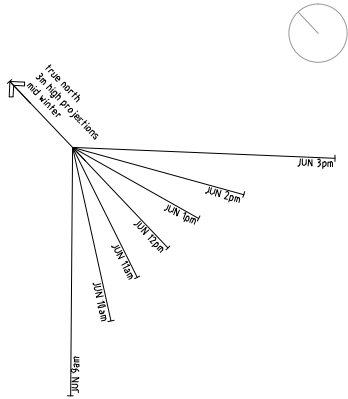 true north
3m high projections
mid winter
JUN 3pm
JUN 2pm
JUN 1pm
JUN 12pm
JUN 11am
JUN 10am
JUN 9am